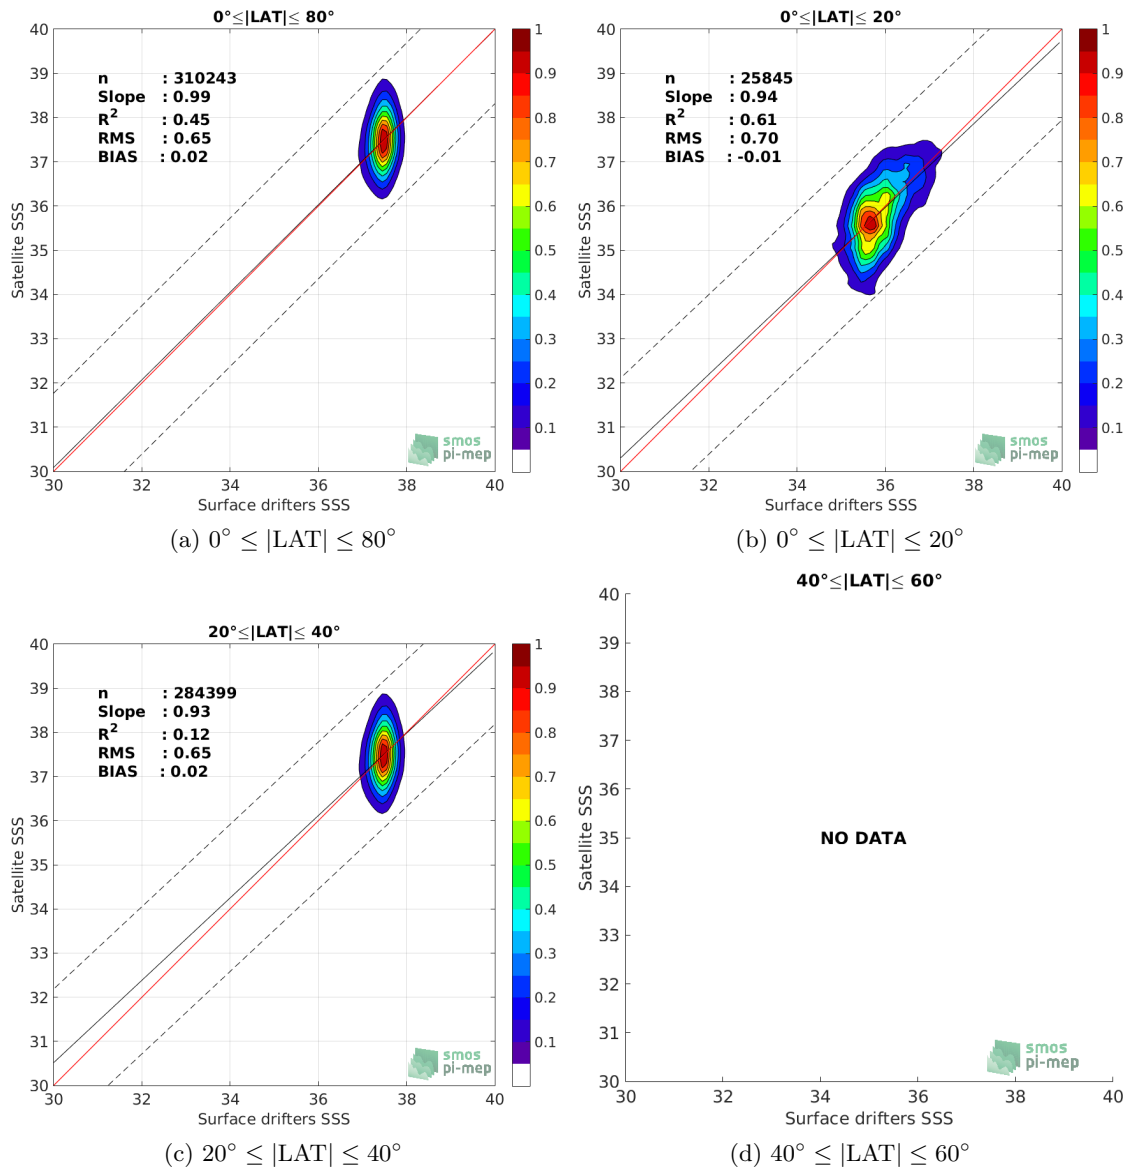 0°≤|LAT|≤ 80°
40
39
38
37
36
35
34
33
32
31
30
Satellite SSS
n : 310243
Slope : 0.99
R2 : 0.45
RMS : 0.65
BIAS : 0.02
smos
pi-mep
30 32 34 36 38 40
Surface drifters SSS
1
0.9
0.8
0.7
0.6
0.5
0.4
0.3
0.2
0.1
(a) 0° ≤ |LAT| ≤ 80°
0°≤|LAT|≤ 20°
40
39
38
37
36
35
34
33
32
31
30
Satellite SSS
n : 25845
Slope : 0.94
R2 : 0.61
RMS : 0.70
BIAS : -0.01
smos
pi-mep
30 32 34 36 38 40
Surface drifters SSS
1
0.9
0.8
0.7
0.6
0.5
0.4
0.3
0.2
0.1
(b) 0° ≤ |LAT| ≤ 20°
20°≤|LAT|≤ 40°
40
39
38
37
36
35
34
33
32
31
30
Satellite SSS
n : 284399
Slope : 0.93
R2 : 0.12
RMS : 0.65
BIAS : 0.02
smos
pi-mep
30 32 34 36 38 40
Surface drifters SSS
1
0.9
0.8
0.7
0.6
0.5
0.4
0.3
0.2
0.1
(c) 20° ≤ |LAT| ≤ 40°
40°≤|LAT|≤ 60°
40
39
38
37
36
35
34
33
32
31
30
Satellite SSS
NO DATA
smos
pi-mep
30 32 34 36 38 40
Surface drifters SSS
(d) 40° ≤ |LAT| ≤ 60°